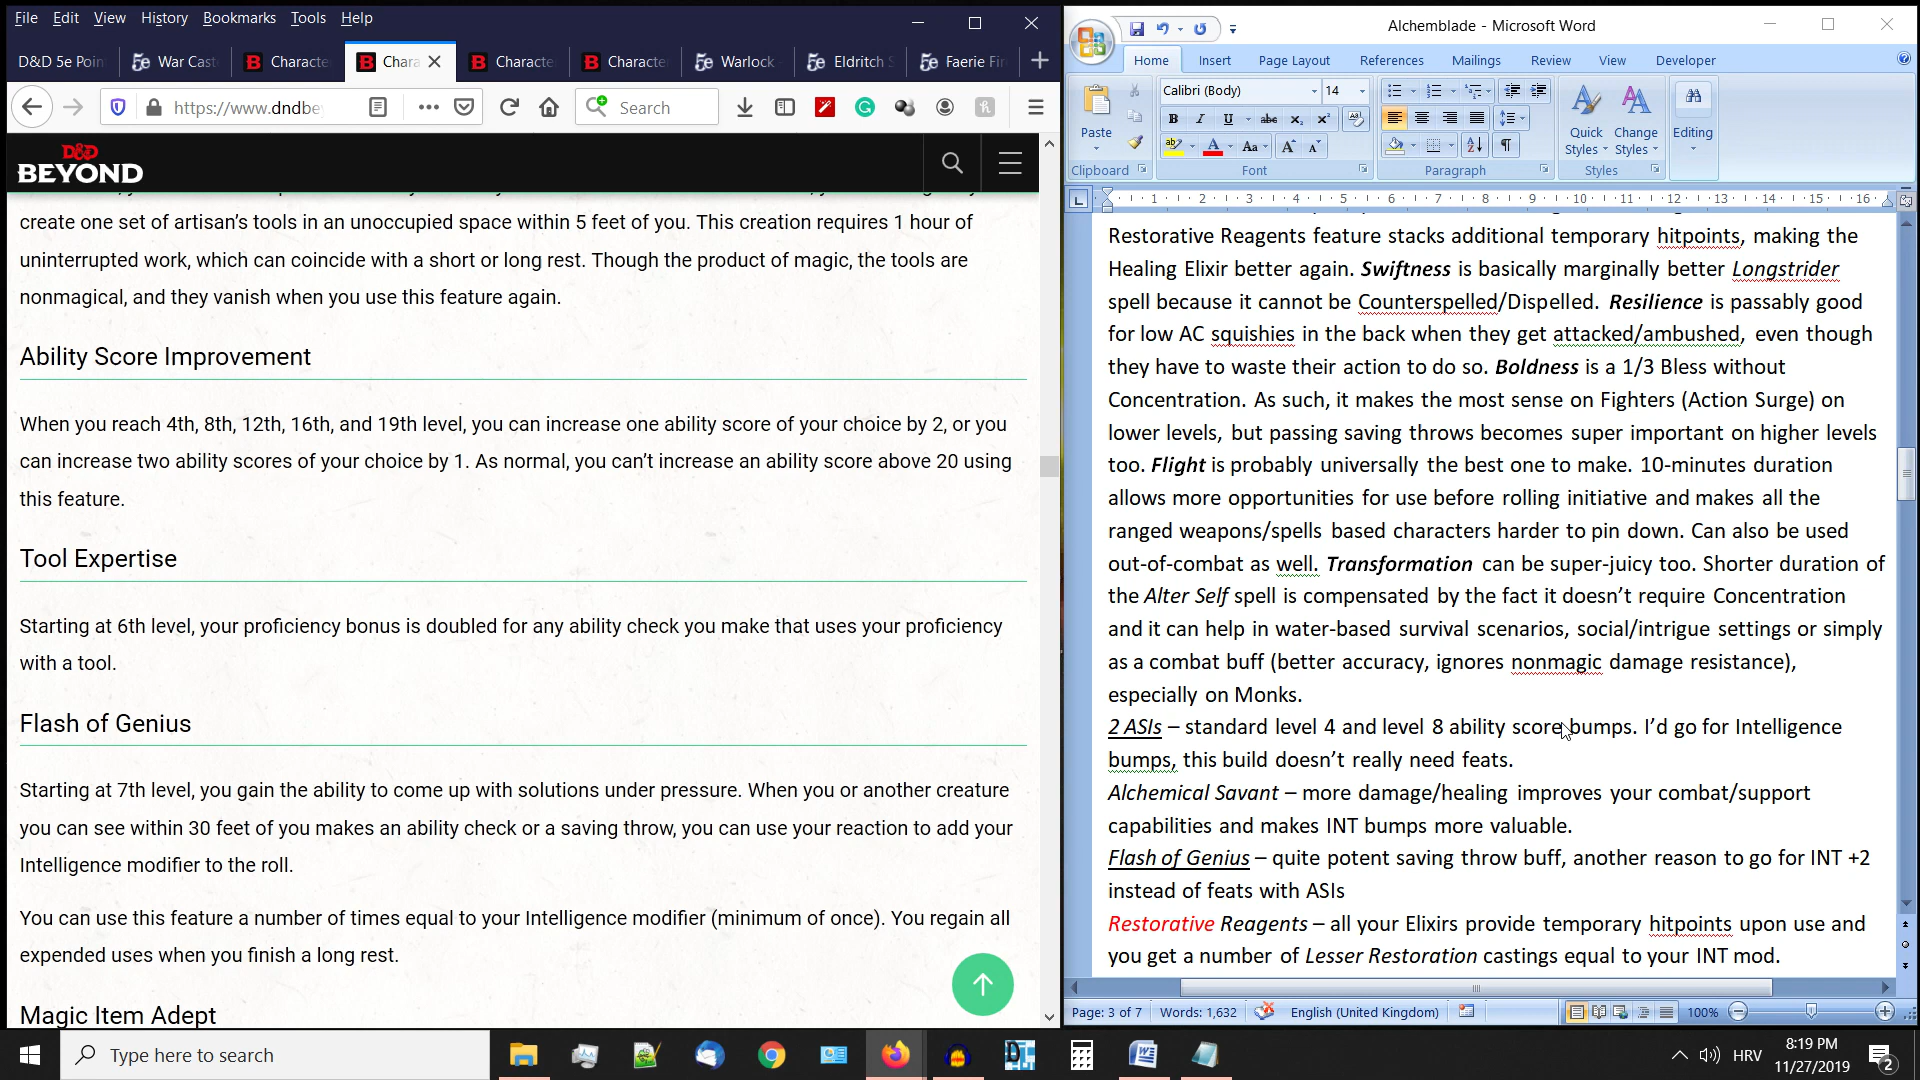 File Edit View History Bookmarks Tools Help
D&D 5e Poin
War Cast
Characte
Chara
Characte
Characte
Warlock -
Eldritch S
Faerie Fir
https://www.dndbe
Search
D&D
BEYOND
create one set of artisan's tools in an unoccupied space within 5 feet of you. This creation requires 1 hour of
uninterrupted work, which can coincide with a short or long rest. Though the product of magic, the tools are
nonmagical, and they vanish when you use this feature again.
Ability Score Improvement
When you reach 4th, 8th, 12th, 16th, and 19th level, you can increase one ability score of your choice by 2, or you
can increase two ability scores of your choice by 1. As normal, you can't increase an ability score above 20 using
this feature.
Tool Expertise
Starting at 6th level, your proficiency bonus is doubled for any ability check you make that uses your proficiency
with a tool.
Flash of Genius
Starting at 7th level, you gain the ability to come up with solutions under pressure. When you or another creature
you can see within 30 feet of you makes an ability check or a saving throw, you can use your reaction to add your
Intelligence modifier to the roll.
You can use this feature a number of times equal to your Intelligence modifier (minimum of once). You regain all
expended uses when you finish a long rest.
Magic Item Adept
Alchemblade - Microsoft Word
Home Insert Page Layout References Mailings Review View Developer
Calibri (Body) 14
Paste
Quick Styles
Change Styles
Editing
Clipboard Font Paragraph Styles
1 2 3 4 5 6 7 8 9 10 11 12 13 14 15 16
Restorative Reagents feature stacks additional temporary hitpoints, making the
Healing Elixir better again. Swiftness is basically marginally better Longstrider
spell because it cannot be Counterspelled/Dispelled. Resilience is passably good
for low AC squishies in the back when they get attacked/ambushed, even though
they have to waste their action to do so. Boldness is a 1/3 Bless without
Concentration. As such, it makes the most sense on Fighters (Action Surge) on
lower levels, but passing saving throws becomes super important on higher levels
too. Flight is probably universally the best one to make. 10-minutes duration
allows more opportunities for use before rolling initiative and makes all the
ranged weapons/spells based characters harder to pin down. Can also be used
out-of-combat as well. Transformation can be super-juicy too. Shorter duration of
the Alter Self spell is compensated by the fact it doesn't require Concentration
and it can help in water-based survival scenarios, social/intrigue settings or simply
as a combat buff (better accuracy, ignores nonmagic damage resistance),
especially on Monks.
2 ASIs – standard level 4 and level 8 ability score bumps. I'd go for Intelligence
bumps, this build doesn't really need feats.
Alchemical Savant – more damage/healing improves your combat/support
capabilities and makes INT bumps more valuable.
Flash of Genius – quite potent saving throw buff, another reason to go for INT +2
instead of feats with ASIs
Restorative Reagents – all your Elixirs provide temporary hitpoints upon use and
you get a number of Lesser Restoration castings equal to your INT mod.
Page: 3 of 7 Words: 1,632 English (United Kingdom) 100%
Type here to search
HRV
8:19 PM
11/27/2019
2